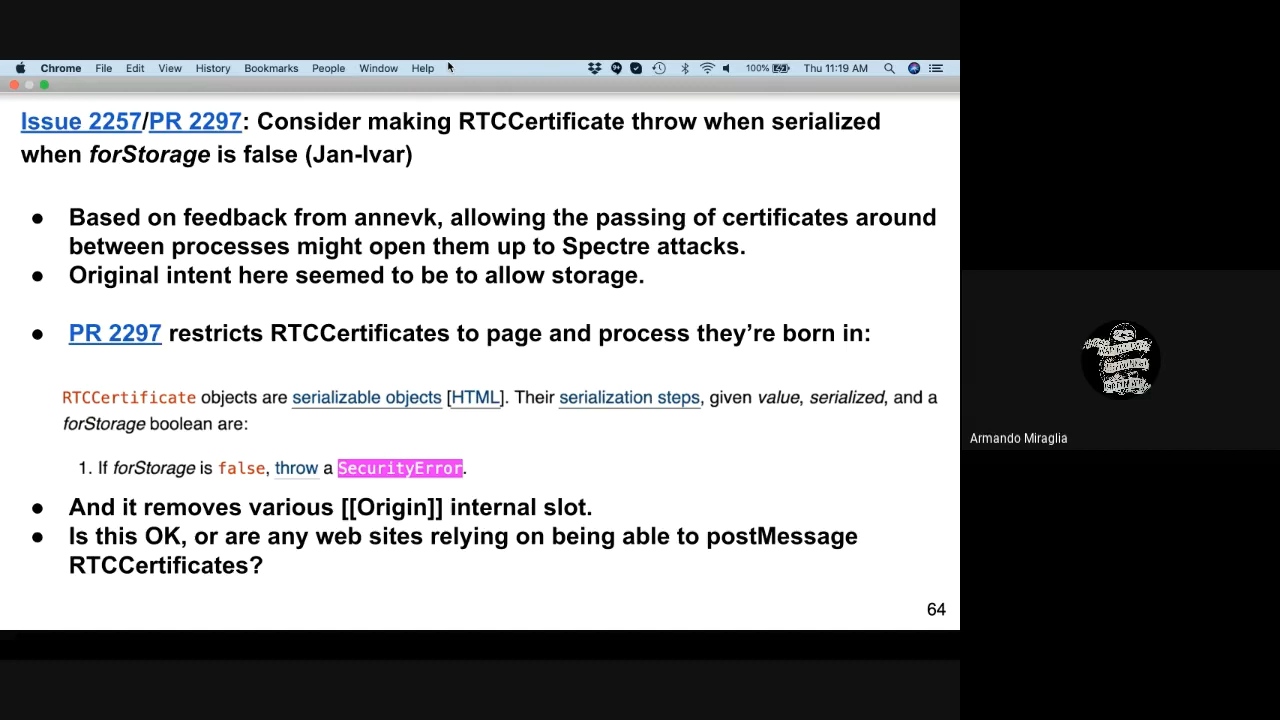 Chrome File Edit View History Bookmarks People Window Help 100% Thu 11:19 AM
Issue 2257/PR 2297: Consider making RTCCertificate throw when serialized
when forStorage is false (Jan-Ivar)
● Based on feedback from annevk, allowing the passing of certificates around
between processes might open them up to Spectre attacks.
● Original intent here seemed to be to allow storage.
● PR 2297 restricts RTCCertificates to page and process they’re born in:
RTCCertificate objects are serializable objects [HTML]. Their serialization steps, given value, serialized, and a
forStorage boolean are:
1. If forStorage is false, throw a SecurityError.
● And it removes various [[Origin]] internal slot.
● Is this OK, or are any web sites relying on being able to postMessage
RTCCertificates?
64
Armando Miraglia